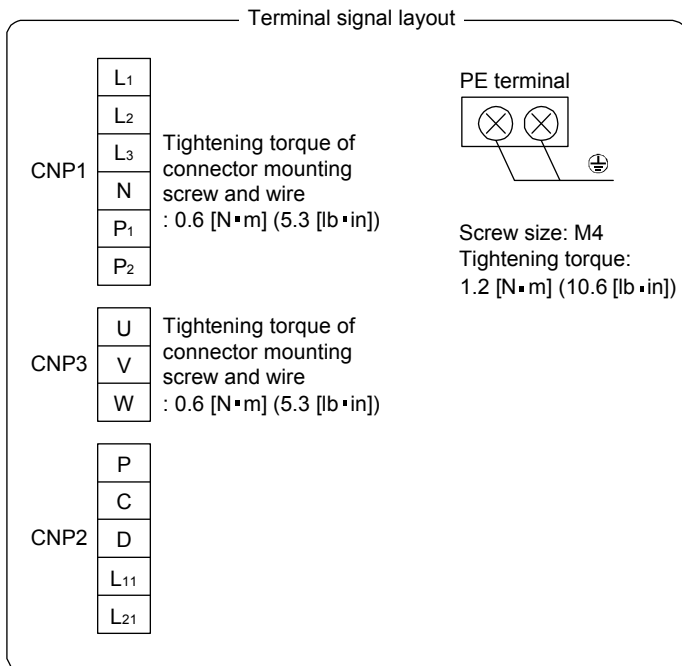 Terminal signal layout
CNP1
L1
L2
L3
N
P1
P2
Tightening torque of
connector mounting
screw and wire
: 0.6 [N▪m] (5.3 [lb▪in])
PE terminal
Screw size: M4
Tightening torque:
1.2 [N▪m] (10.6 [lb▪in])
CNP3
U
V
W
Tightening torque of
connector mounting
screw and wire
: 0.6 [N▪m] (5.3 [lb▪in])
CNP2
P
C
D
L11
L21